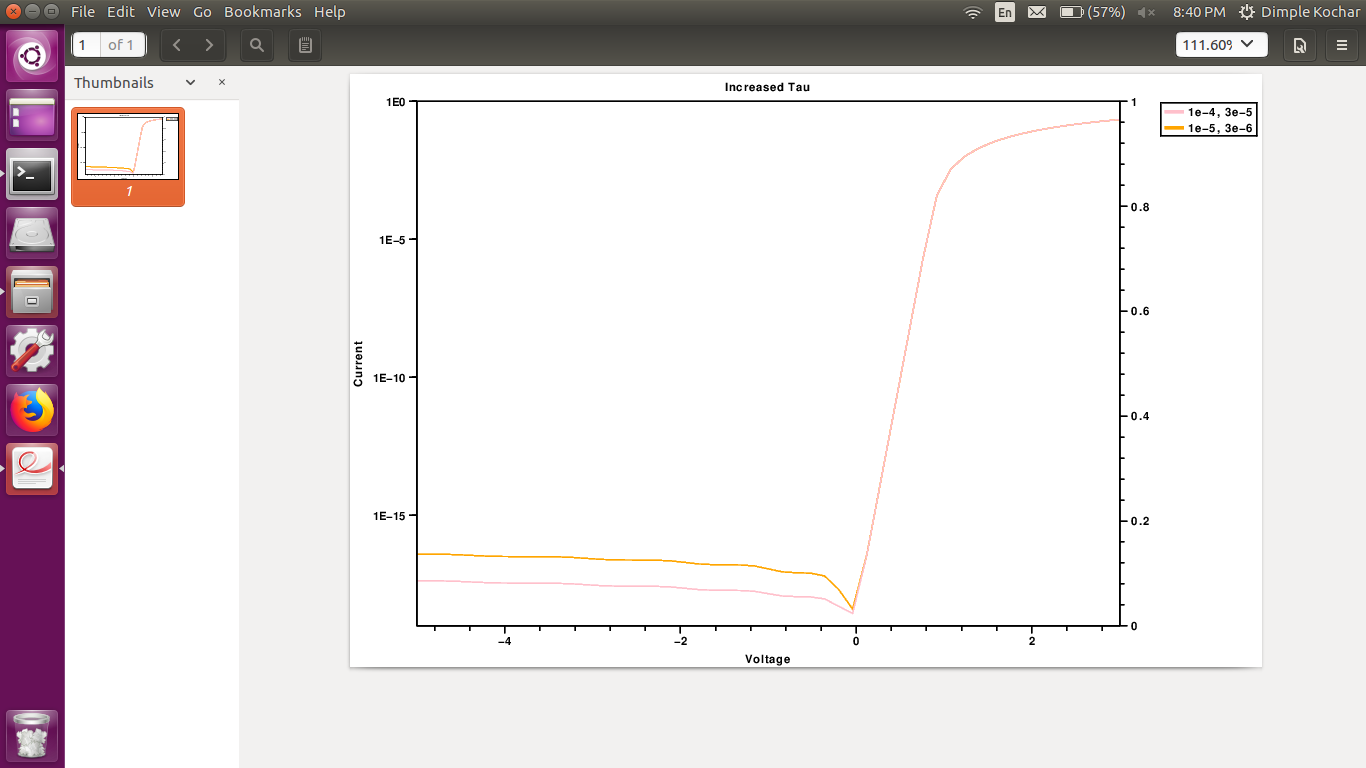 File Edit View Go Bookmarks Help
En (57%) 8:40 PM Dimple Kochar
1 of 1
111.60%
Thumbnails
1
Increased Tau
1e−4, 3e−5
1e−5, 3e−6
1E0
1E−5
1E−10
1E−15
Current
1
0.8
0.6
0.4
0.2
0
−4 −2 0 2
Voltage